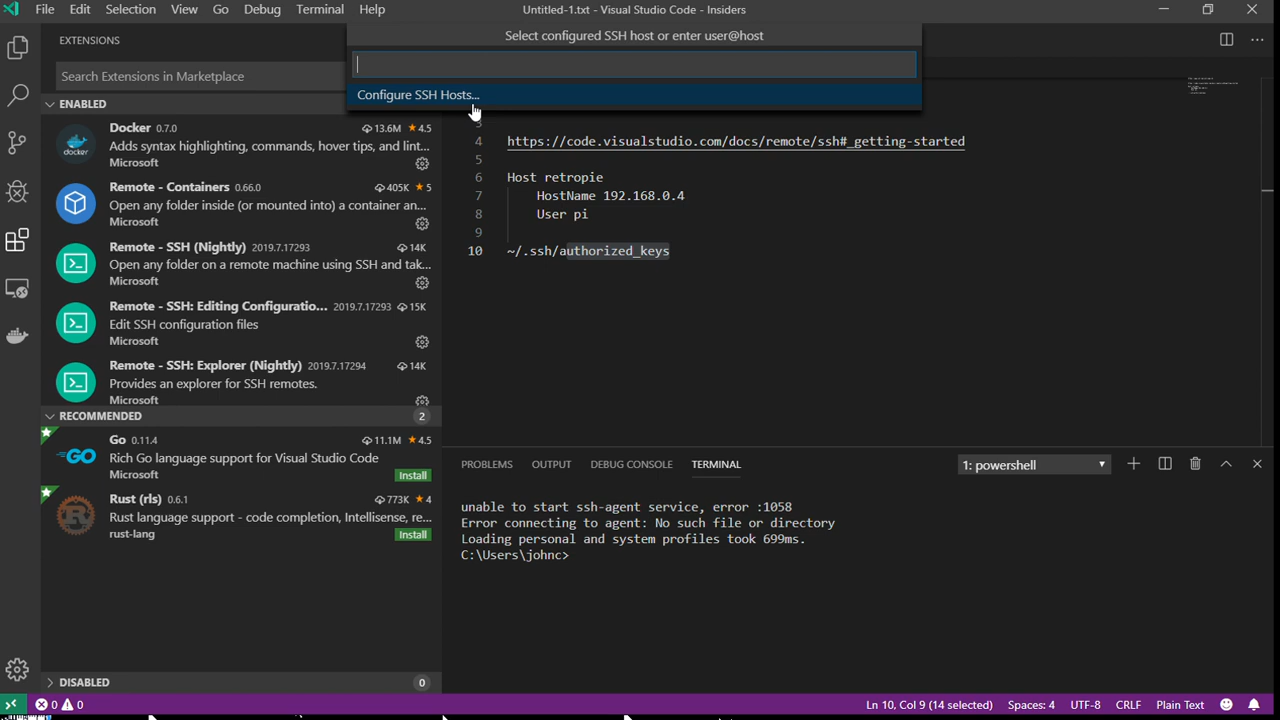 File Edit Selection View Go Debug Terminal Help Untitled-1.txt - Visual Studio Code - Insiders
Select configured SSH host or enter user@host
Configure SSH Hosts...
EXTENSIONS
Search Extensions in Marketplace
ENABLED
Docker 0.7.0 13.6M 4.5
Adds syntax highlighting, commands, hover tips, and lint...
Microsoft
Remote - Containers 0.66.0 405K 5
Open any folder inside (or mounted into) a container an...
Microsoft
Remote - SSH (Nightly) 2019.7.17293 14K
Open any folder on a remote machine using SSH and tak...
Microsoft
Remote - SSH: Editing Configuratio... 2019.7.17293 15K
Edit SSH configuration files
Microsoft
Remote - SSH: Explorer (Nightly) 2019.7.17294 14K
Provides an explorer for SSH remotes.
Microsoft
RECOMMENDED 2
Go 0.11.4 11.1M 4.5
Rich Go language support for Visual Studio Code
Microsoft Install
Rust (rls) 0.6.1 773K 4
Rust language support - code completion, Intellisense, re...
rust-lang Install
DISABLED 0
3
4 https://code.visualstudio.com/docs/remote/ssh#_getting-started
5
6 Host retropie
7 HostName 192.168.0.4
8 User pi
9
10 ~/.ssh/authorized_keys
PROBLEMS OUTPUT DEBUG CONSOLE TERMINAL 1: powershell
unable to start ssh-agent service, error :1058
Error connecting to agent: No such file or directory
Loading personal and system profiles took 699ms.
C:\Users\johnc>
0 0 Ln 10, Col 9 (14 selected) Spaces: 4 UTF-8 CRLF Plain Text